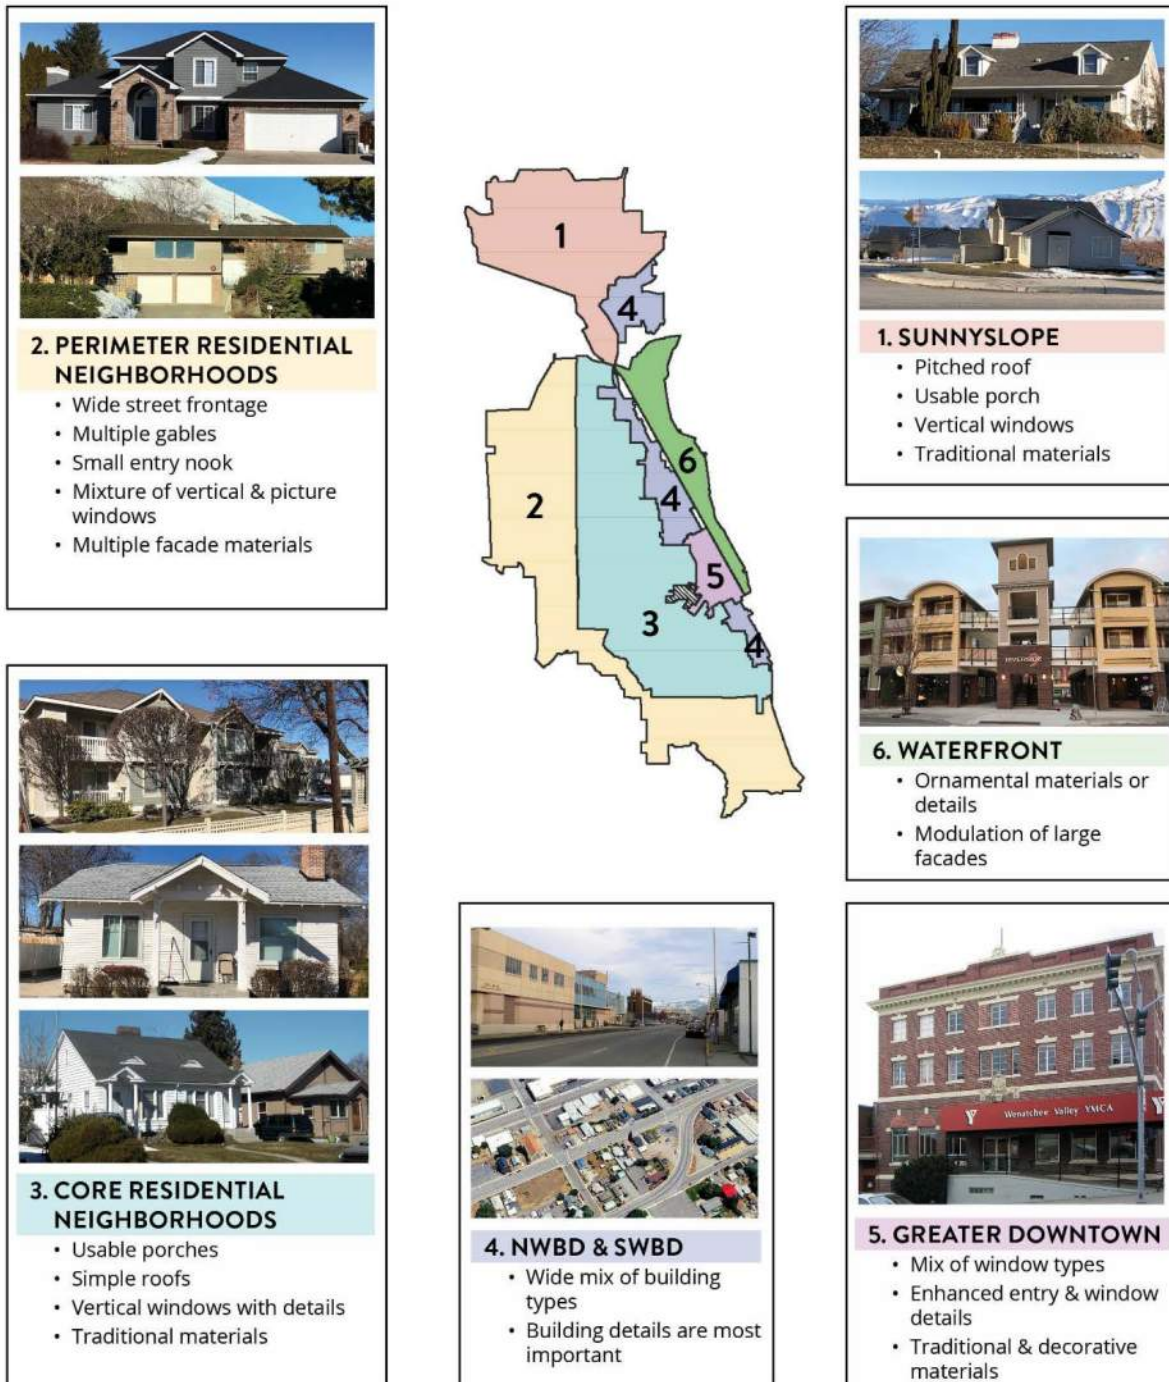 2. PERIMETER RESIDENTIAL
NEIGHBORHOODS
• Wide street frontage
• Multiple gables
• Small entry nook
• Mixture of vertical & picture
windows
• Multiple facade materials
3. CORE RESIDENTIAL
NEIGHBORHOODS
• Usable porches
• Simple roofs
• Vertical windows with details
• Traditional materials
1
4
6
2
4
5
3
4
4. NWBD & SWBD
• Wide mix of building
types
• Building details are most
important
1. SUNNYSLOPE
• Pitched roof
• Usable porch
• Vertical windows
• Traditional materials
6. WATERFRONT
• Ornamental materials or
details
• Modulation of large
facades
Wenatchee Valley YMCA
5. GREATER DOWNTOWN
• Mix of window types
• Enhanced entry & window
details
• Traditional & decorative
materials